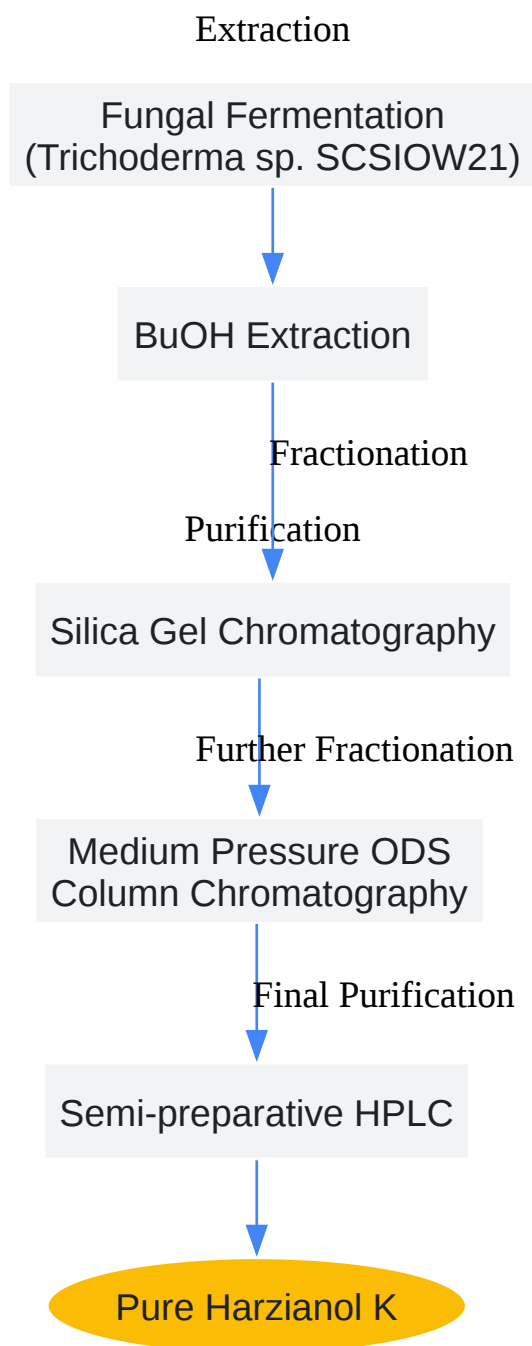 Extraction
Fungal Fermentation
(Trichoderma sp. SCSIOW21)
BuOH Extraction
Fractionation
Purification
Silica Gel Chromatography
Further Fractionation
Medium Pressure ODS
Column Chromatography
Final Purification
Semi-preparative HPLC
Pure Harzianol K